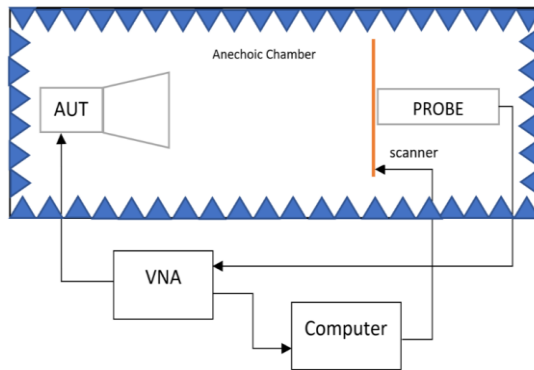 Anechoic Chamber
AUT
PROBE
scanner
VNA
Computer